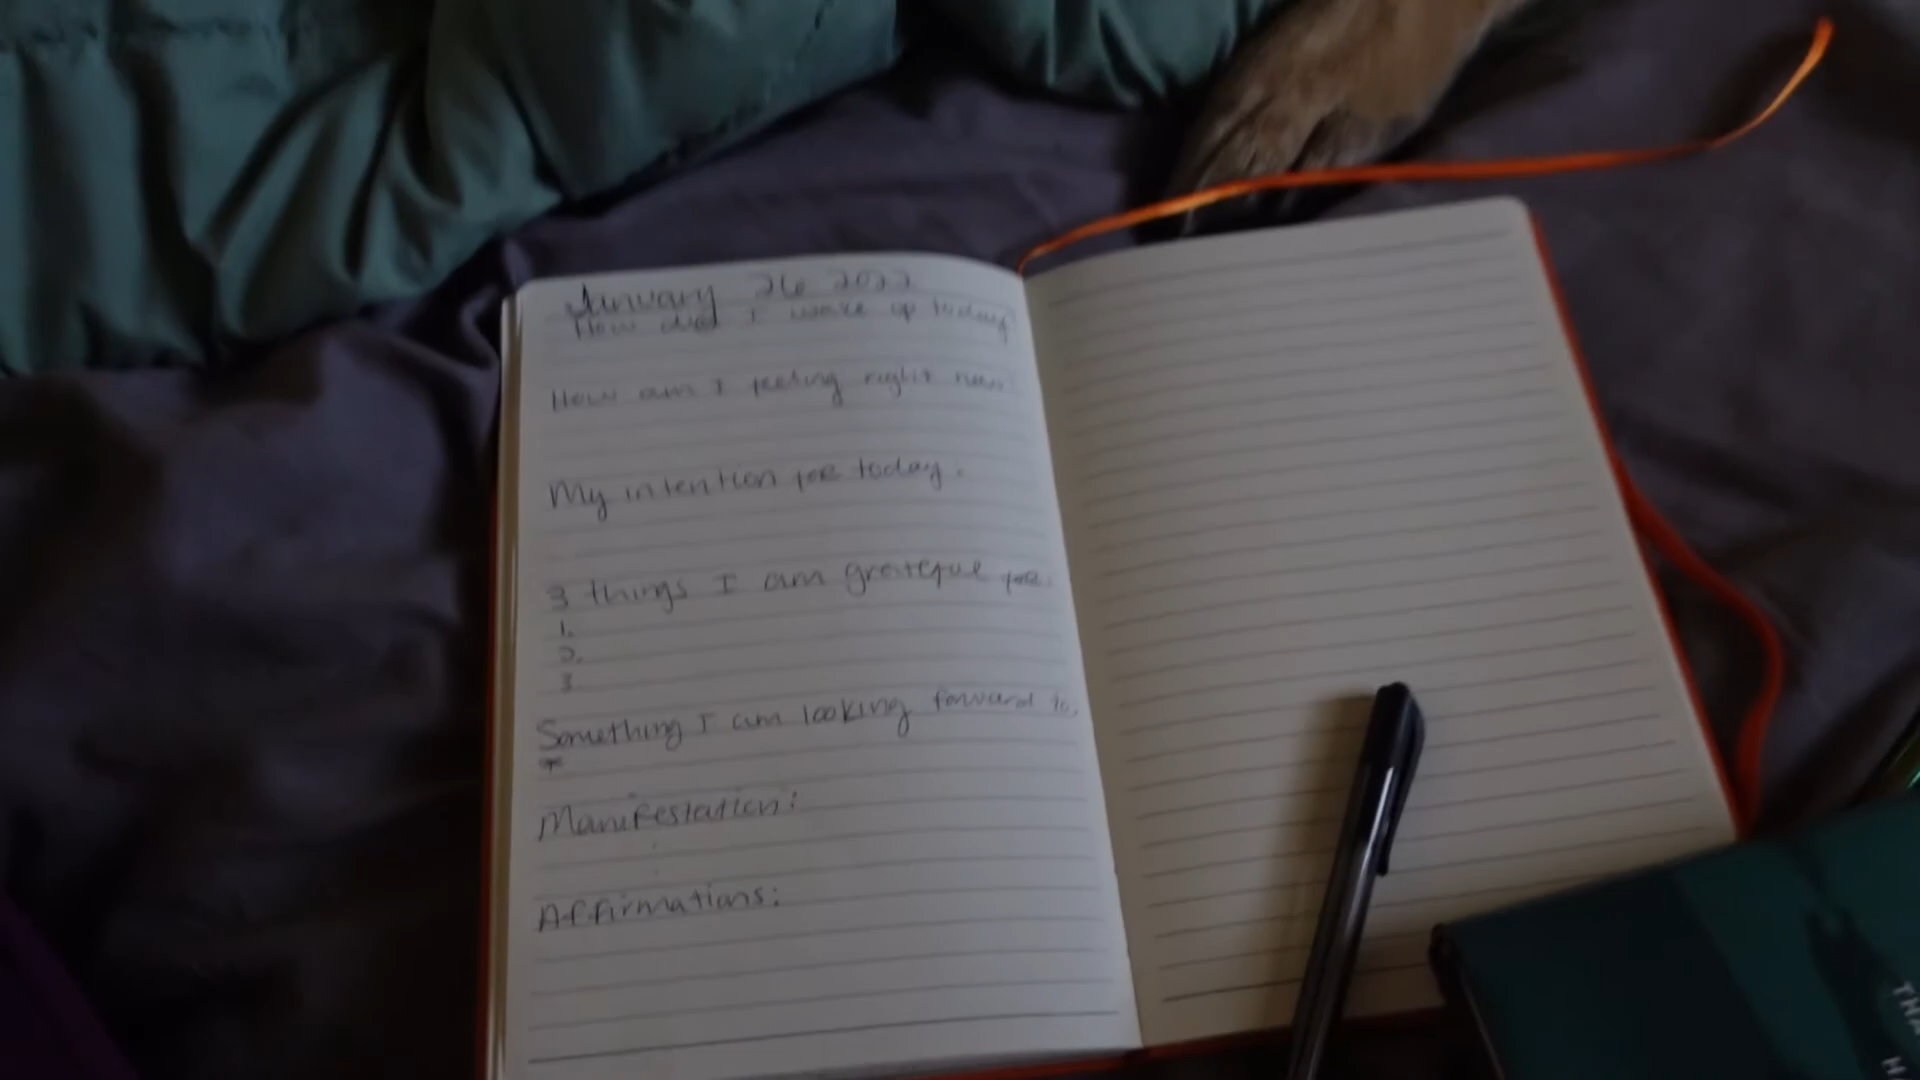 January 26 2022
How did I wake up today
How am I feeling right now?
My intention for today.
3 things I am grateful for.
1.
2.
3.
Something I am looking forward to.
*
Manifestation:
Affirmations: